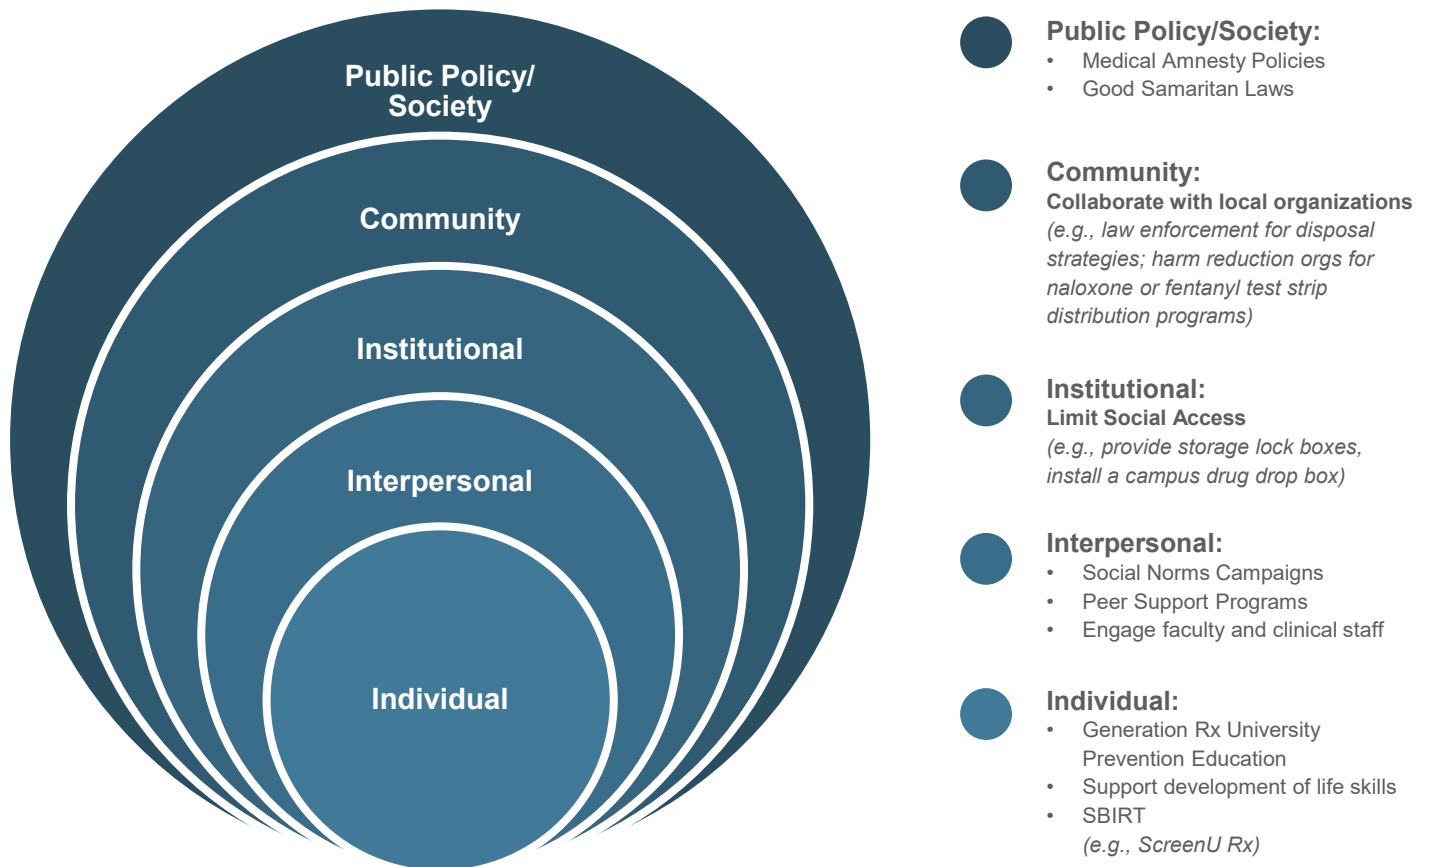 Public Policy/
Society
Community
Institutional
Interpersonal
Individual
Public Policy/Society:
• Medical Amnesty Policies
• Good Samaritan Laws
Community:
Collaborate with local organizations
(e.g., law enforcement for disposal
strategies; harm reduction orgs for
naloxone or fentanyl test strip
distribution programs)
Institutional:
Limit Social Access
(e.g., provide storage lock boxes,
install a campus drug drop box)
Interpersonal:
• Social Norms Campaigns
• Peer Support Programs
• Engage faculty and clinical staff
Individual:
• Generation Rx University
Prevention Education
• Support development of life skills
• SBIRT
(e.g., ScreenU Rx)